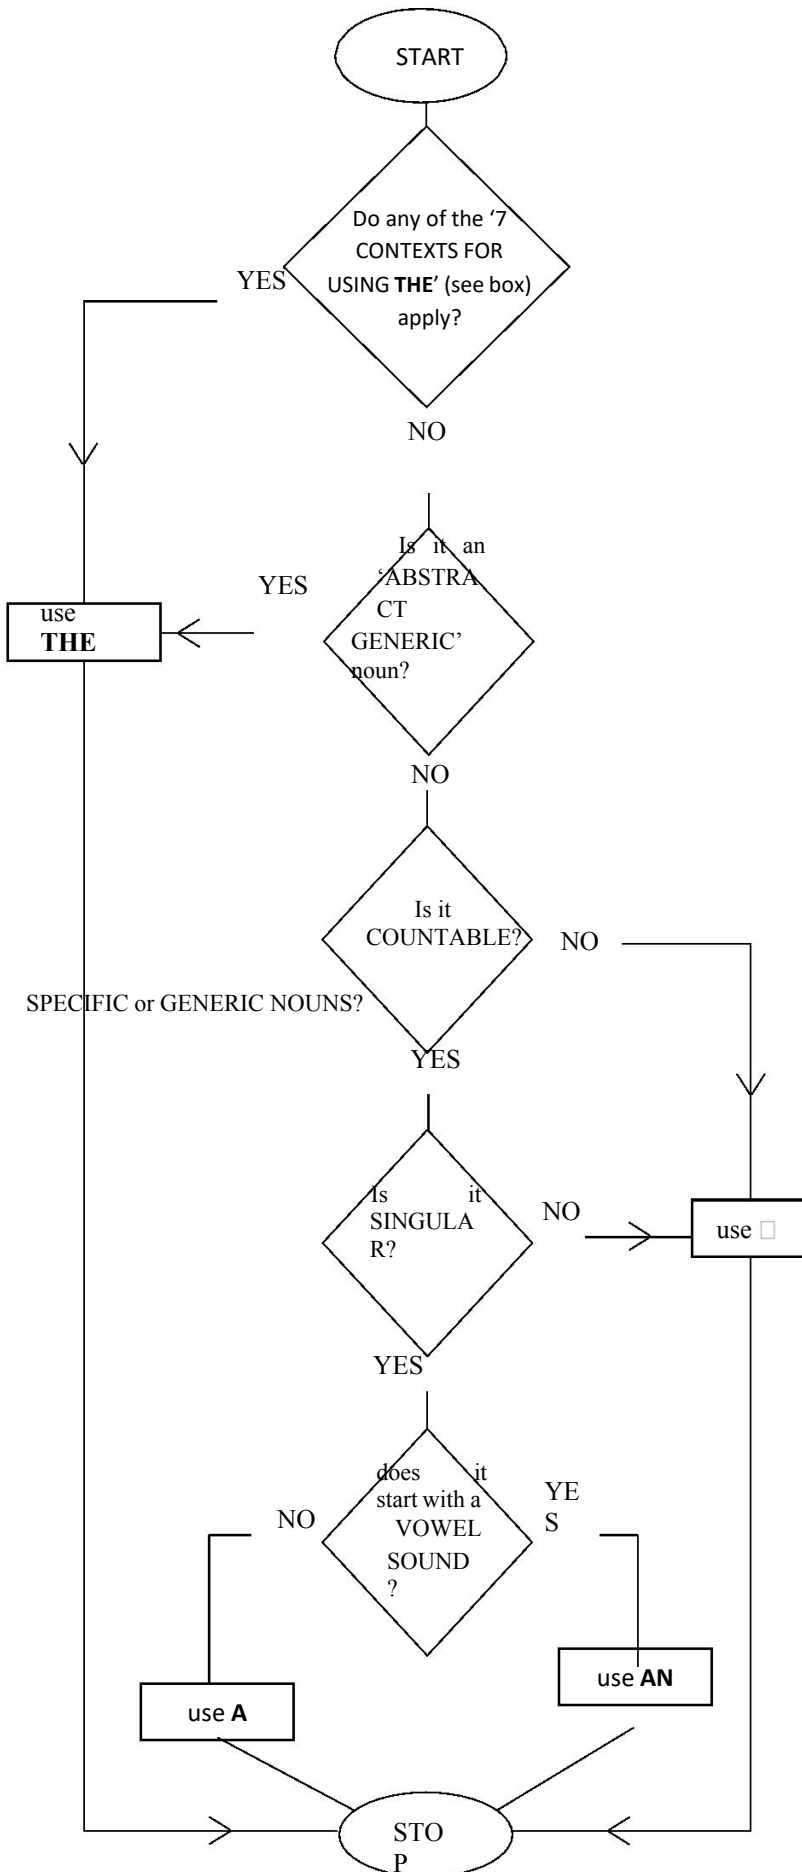 START
Do any of the ‘7
CONTEXTS FOR
USING THE’ (see box)
apply?
YES
NO
Is it an
‘ABSTRA
CT
GENERIC’
noun?
YES
use
THE
NO
Is it
COUNTABLE?
NO
SPECIFIC or GENERIC NOUNS?
YES
Is it
SINGULA
R?
NO
use □
YES
does it
start with a
VOWEL
SOUND
?
NO
YE
S
use A
use AN
STO
P